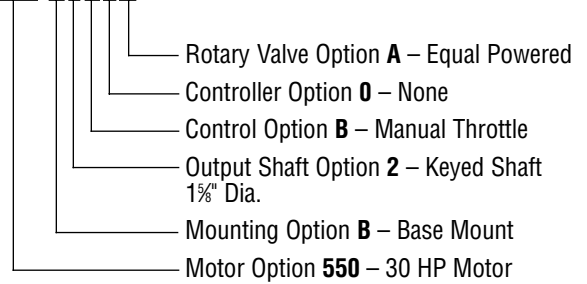 Rotary Valve Option A – Equal Powered
Controller Option 0 – None
Control Option B – Manual Throttle
Output Shaft Option 2 – Keyed Shaft
1⅝" Dia.
Mounting Option B – Base Mount
Motor Option 550 – 30 HP Motor